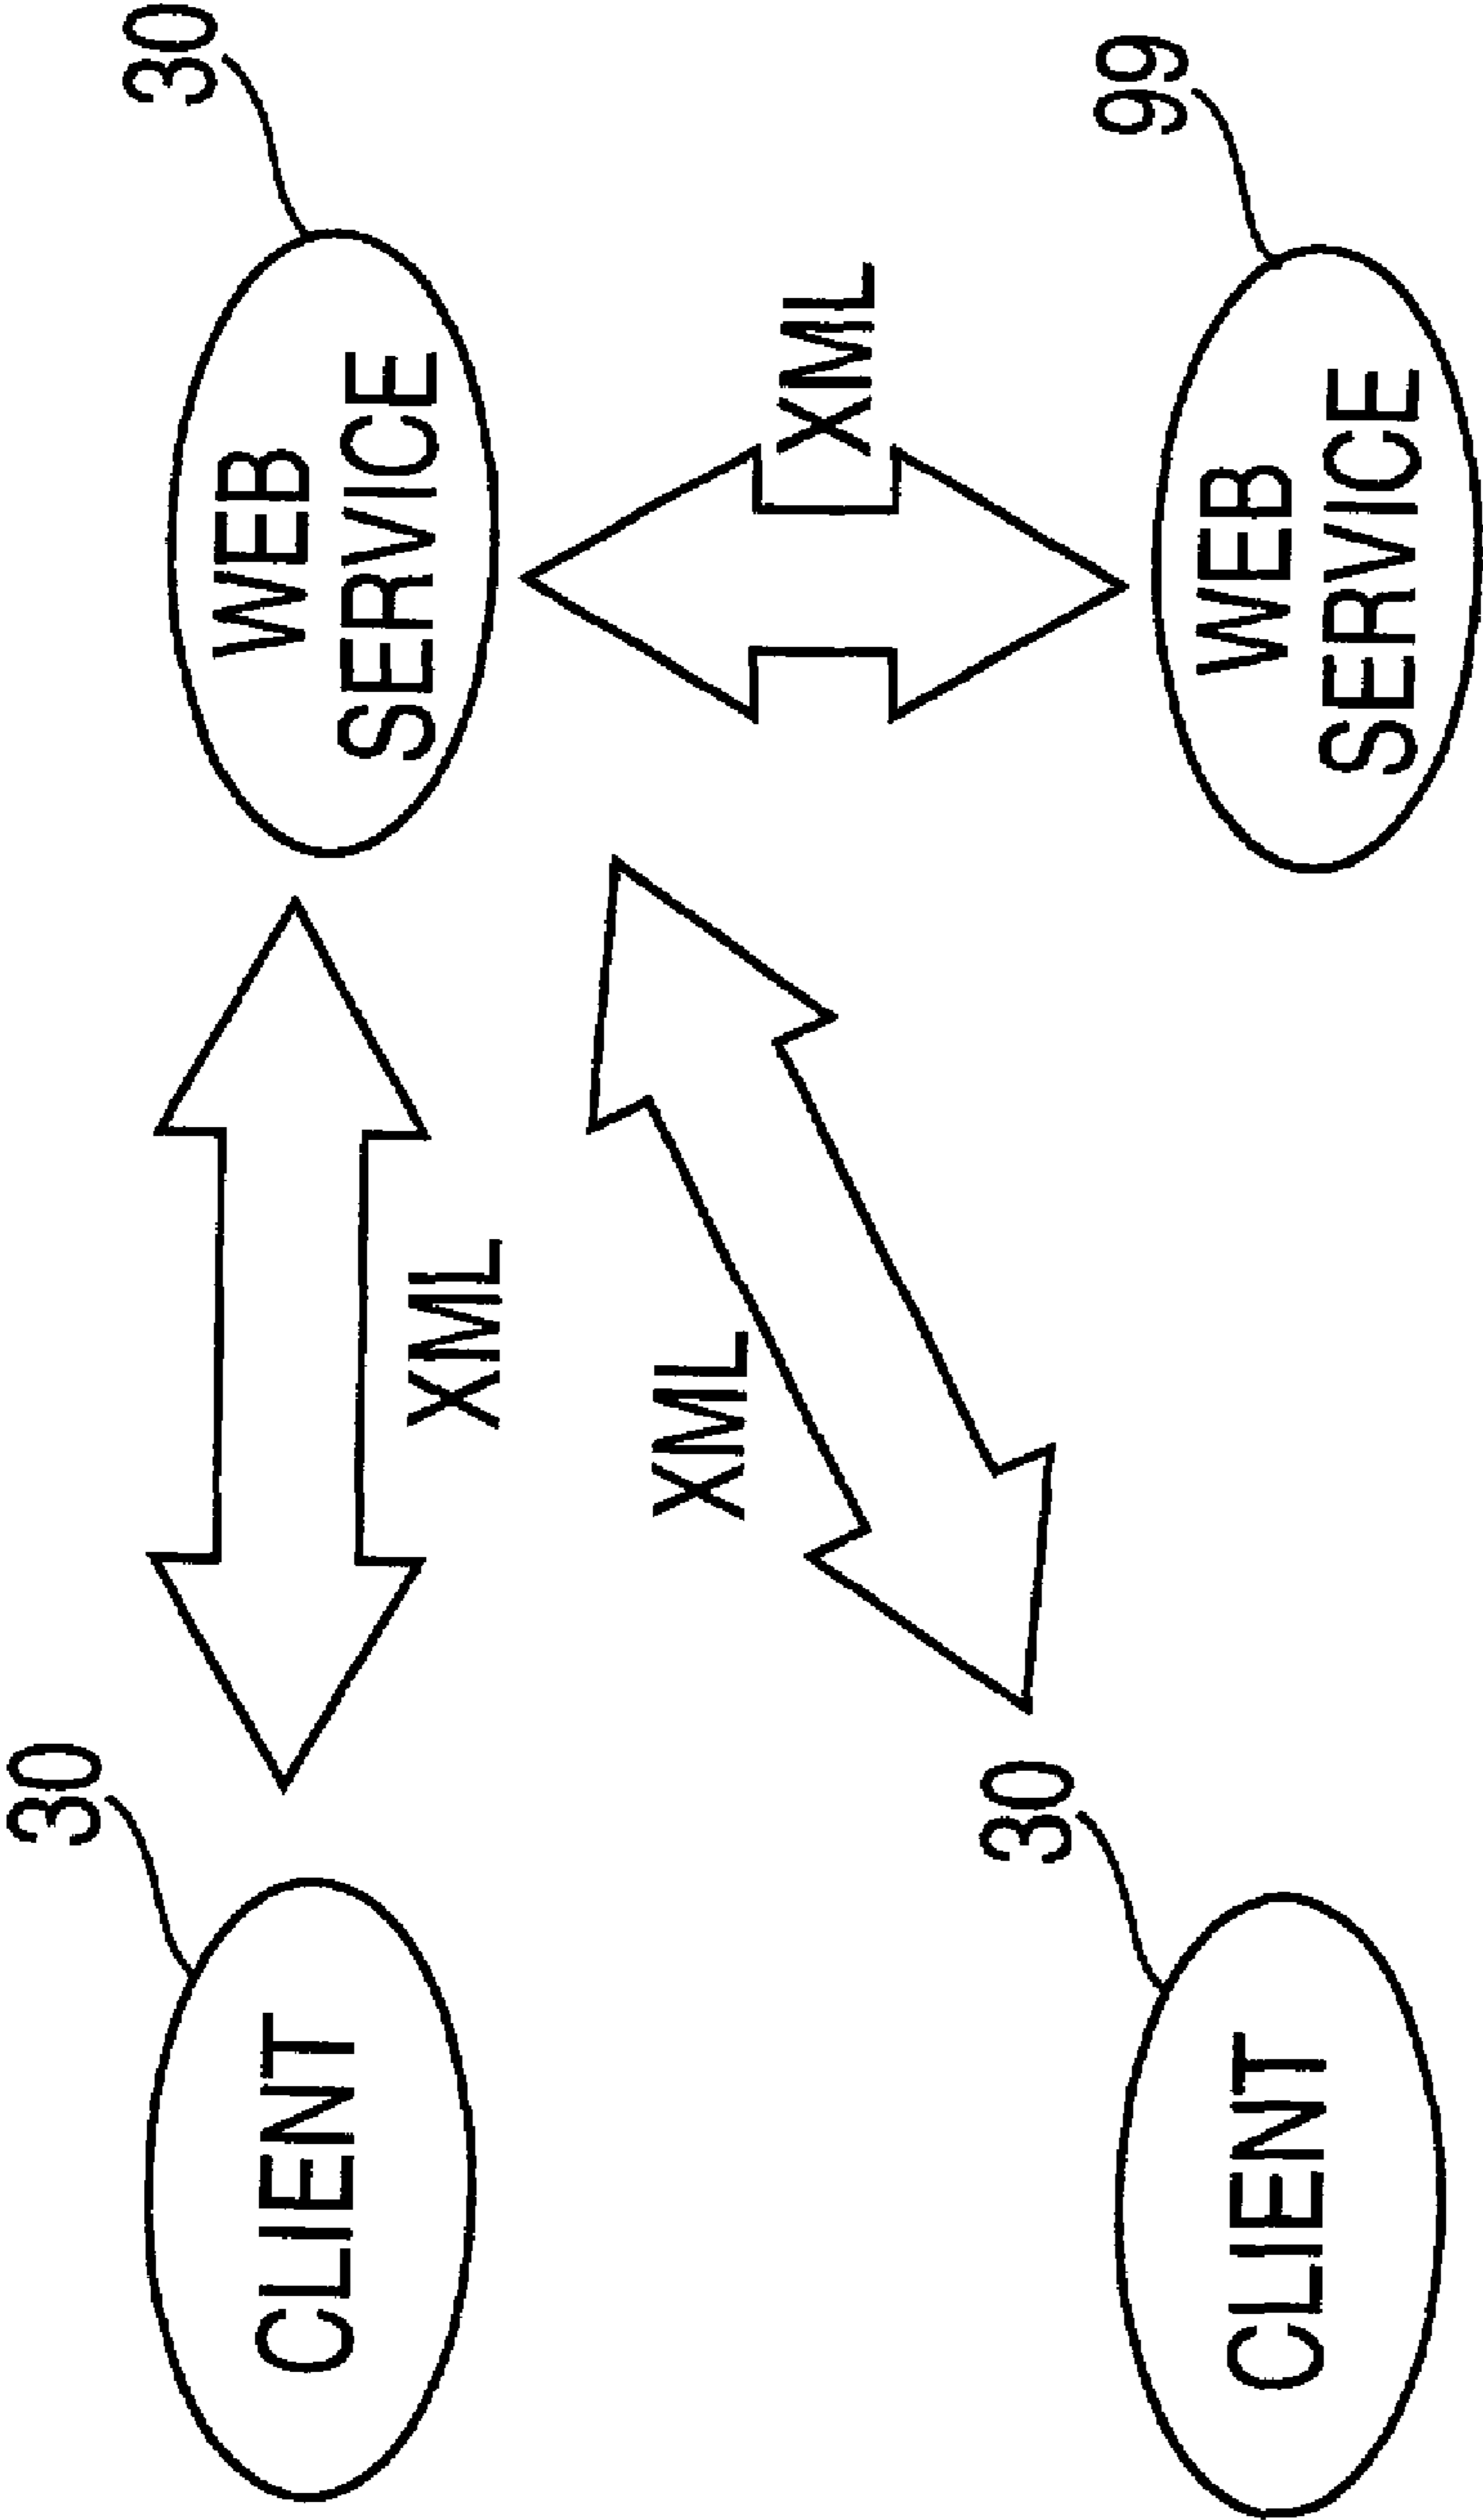 30
30
CLIENT
WEB
SERVICE
XML
XML
XML
30
99
CLIENT
WEB
SERVICE